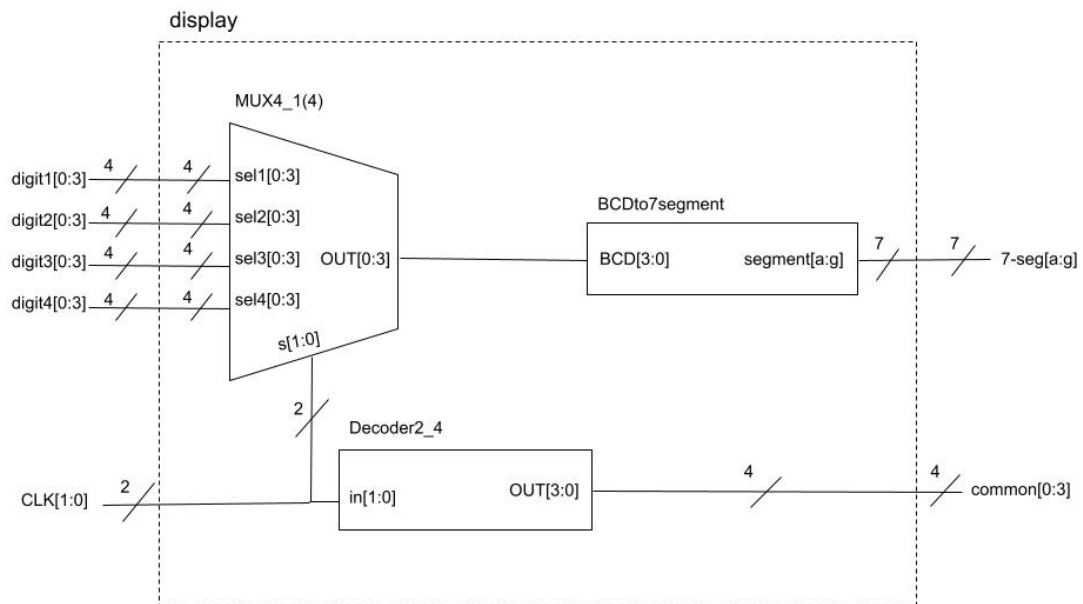 display
MUX4_1(4)
digit1[0:3] 4 4 sel1[0:3]
digit2[0:3] 4 4 sel2[0:3]
digit3[0:3] 4 4 sel3[0:3]
digit4[0:3] 4 4 sel4[0:3]
OUT[0:3]
s[1:0]
BCDto7segment
BCD[3:0] segment[a:g] 7 7 7-seg[a:g]
2
Decoder2_4
CLK[1:0] 2 in[1:0] OUT[3:0] 4 4 common[0:3]